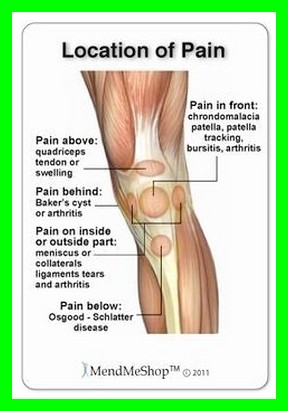 Location of Pain
Pain in front:
chrondomalacia
patella, patella
tracking,
bursitis, arthritis
Pain above:
quadriceps
tendon or
swelling
Pain behind:
Baker's cyst
or arthritis
Pain on inside
or outside part:
meniscus or
collaterals
ligaments tears
and arthritis
Pain below:
Osgood - Schlatter
disease
MendMeShop™ © 2011